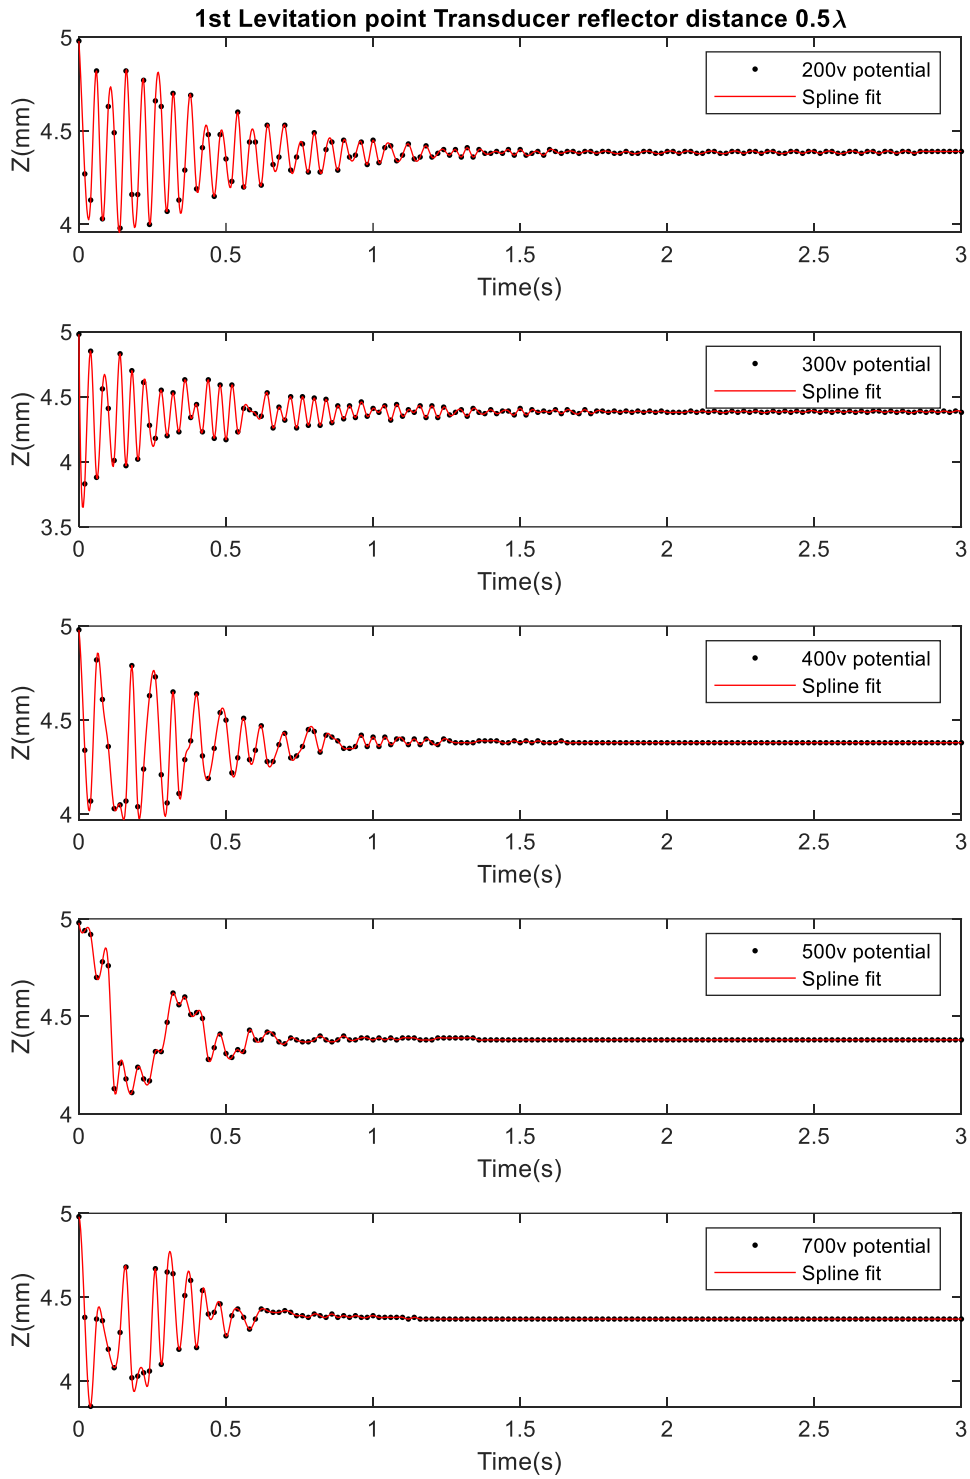 1st Levitation point Transducer reflector distance 0.5λ
5
4.5
4
Z(mm)
200v potential
Spline fit
0 0.5 1 1.5 2 2.5 3
Time(s)
5
4.5
4
3.5
Z(mm)
300v potential
Spline fit
0 0.5 1 1.5 2 2.5 3
Time(s)
5
4.5
4
Z(mm)
400v potential
Spline fit
0 0.5 1 1.5 2 2.5 3
Time(s)
5
4.5
4
Z(mm)
500v potential
Spline fit
0 0.5 1 1.5 2 2.5 3
Time(s)
5
4.5
4
Z(mm)
700v potential
Spline fit
0 0.5 1 1.5 2 2.5 3
Time(s)